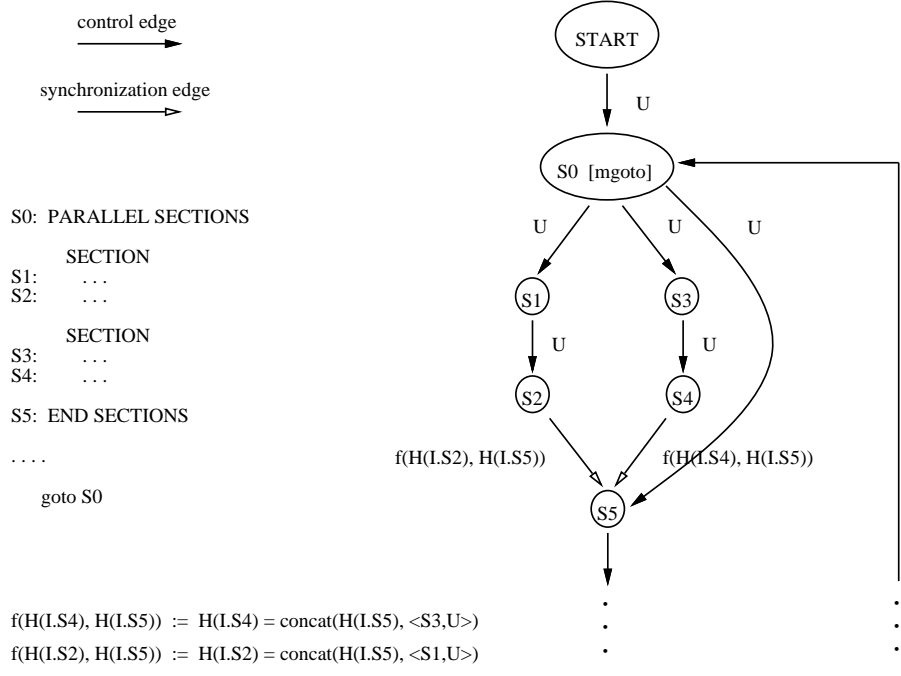 control edge
synchronization edge
START
U
S0 [mgoto]
S0: PARALLEL SECTIONS
SECTION
S1: . . .
S2: . . .
SECTION
S3: . . .
S4: . . .
S5: END SECTIONS
. . . .
goto S0
U
U
U
S1
S3
U
U
S2
S4
f(H(I.S2), H(I.S5))
f(H(I.S4), H(I.S5))
S5
f(H(I.S4), H(I.S5)) := H(I.S4) = concat(H(I.S5), <S3,U>)
f(H(I.S2), H(I.S5)) := H(I.S2) = concat(H(I.S5), <S1,U>)